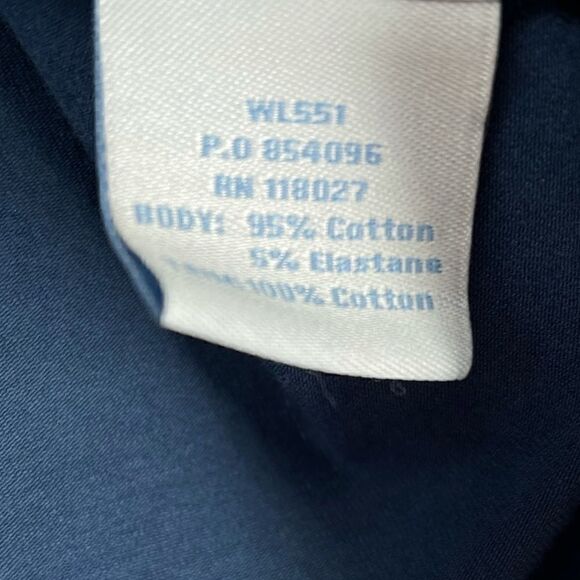 WL551
P.O 854096
RN 118027
BODY: 95% Cotton
5% Elastane
100% Cotton